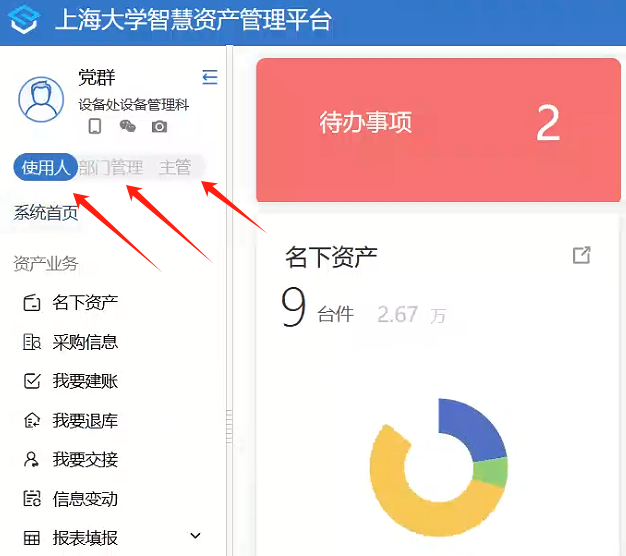 上海大学智慧资产管理平台
党群
设备处设备管理科
使用人 部门管理 主管
系统首页
资产业务
名下资产
采购信息
我要建账
我要退库
我要交接
信息变动
报表填报
待办事项 2
名下资产
9 台件 2.67 万